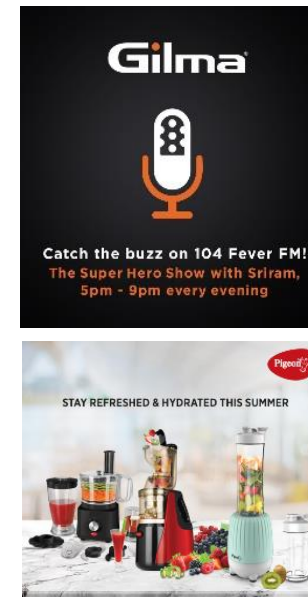 Gilma
Catch the buzz on 104 Fever FM!
The Super Hero Show with Sriram,
5pm - 9pm every evening
Pigeon
STAY REFRESHED & HYDRATED THIS SUMMER